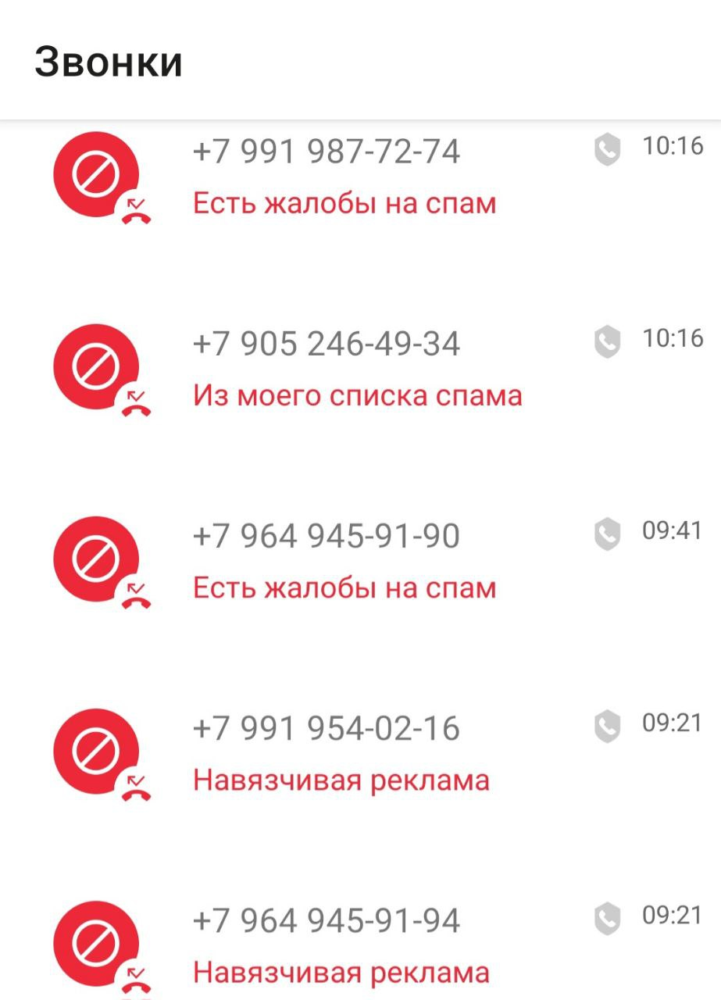 Звонки
+7 991 987-72-74
10:16
Есть жалобы на спам
+7 905 246-49-34
10:16
Из моего списка спама
+7 964 945-91-90
09:41
Есть жалобы на спам
+7 991 954-02-16
09:21
Навязчивая реклама
+7 964 945-91-94
09:21
Навязчивая реклама